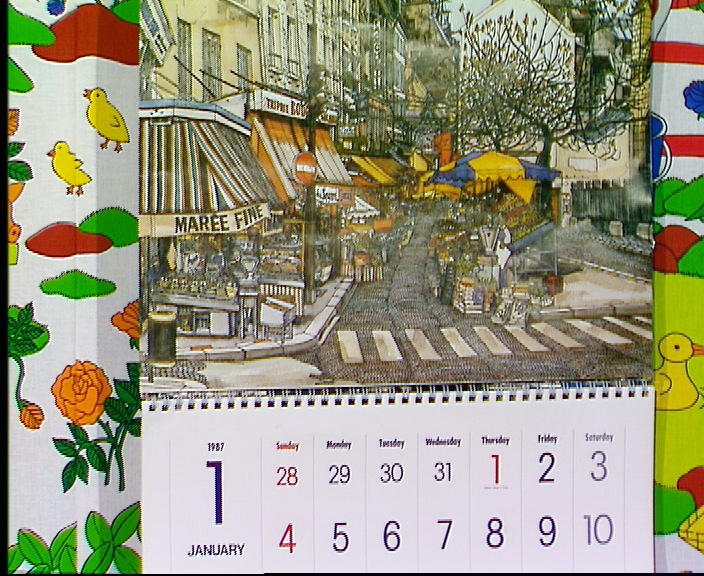 TRIPES
MAREE FINE
1987
1
JANUARY
Sunday Monday Tuesday Wednesday Thursday Friday Saturday
28 29 30 31 1 2 3
4 5 6 7 8 9 10